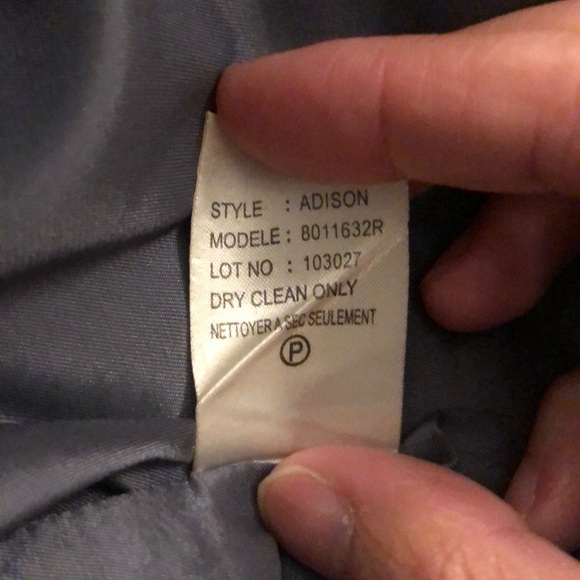 STYLE : ADISON
MODELE : 8011632R
LOT NO : 103027
DRY CLEAN ONLY
NETTOYER A SEC SEULEMENT
P